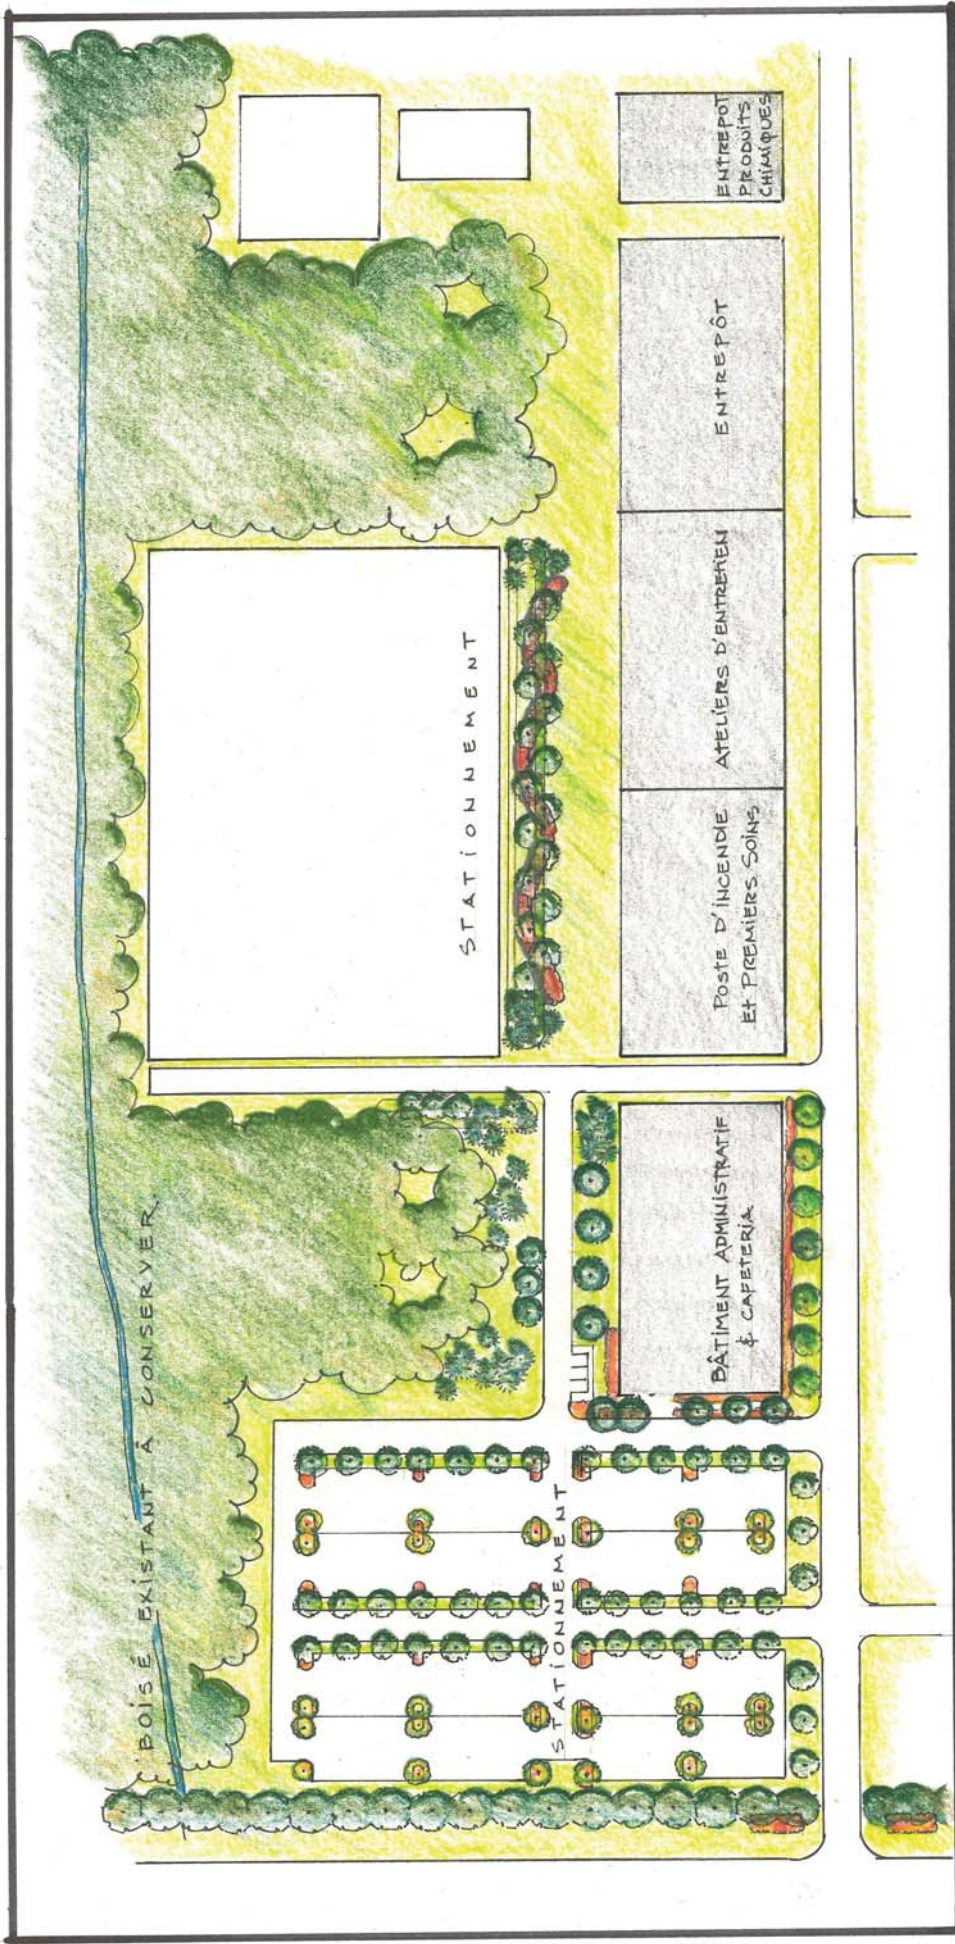 BOISÉ EXISTANT À CONSERVER.
STATIONNEMENT
STATIONNEMENT
BÂTIMENT ADMINISTRATIF
& CAFETERIA
POSTE D'INCENDIE
ET PREMIERS SOINS
ATELIERS D'ENTRETIEN
ENTREPÔT
ENTREPOT
PRODUITS
CHIMIQUES